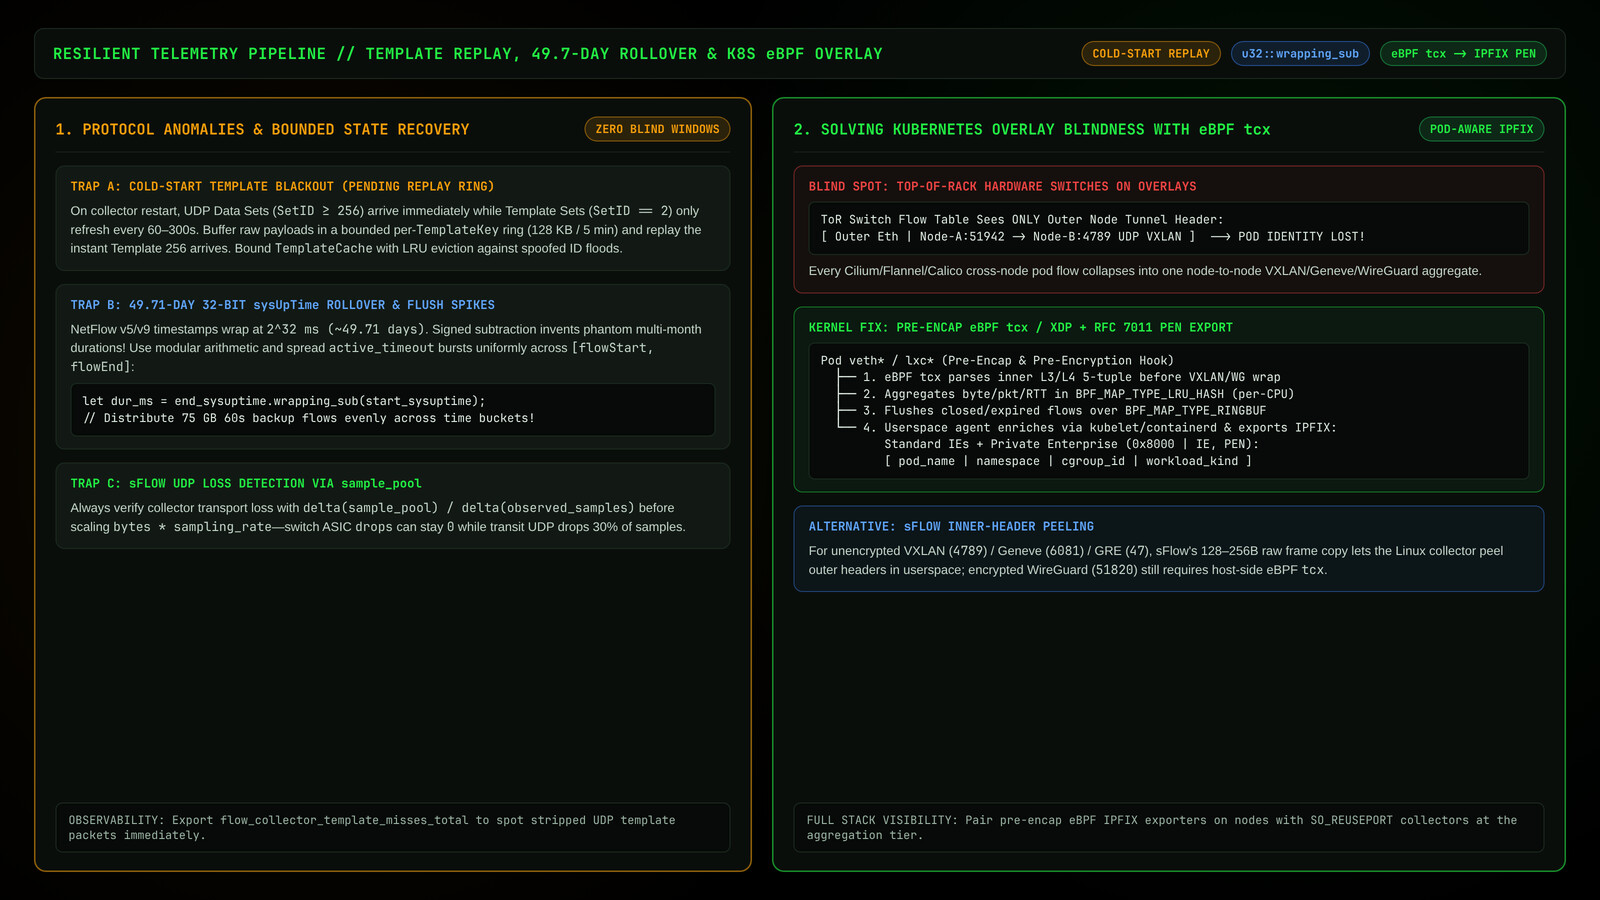 RESILIENT TELEMETRY PIPELINE // TEMPLATE REPLAY, 49.7-DAY ROLLOVER & K8S eBPF OVERLAY
COLD-START REPLAY
u32::wrapping_sub
eBPF tcx → IPFIX PEN
1. PROTOCOL ANOMALIES & BOUNDED STATE RECOVERY
ZERO BLIND WINDOWS
TRAP A: COLD-START TEMPLATE BLACKOUT (PENDING REPLAY RING)
On collector restart, UDP Data Sets (SetID ≥ 256) arrive immediately while Template Sets (SetID == 2) only
refresh every 60–300s. Buffer raw payloads in a bounded per-TemplateKey ring (128 KB / 5 min) and replay the
instant Template 256 arrives. Bound TemplateCache with LRU eviction against spoofed ID floods.
TRAP B: 49.71-DAY 32-BIT sysUpTime ROLLOVER & FLUSH SPIKES
NetFlow v5/v9 timestamps wrap at 2^32 ms (~49.71 days). Signed subtraction invents phantom multi-month
durations! Use modular arithmetic and spread active_timeout bursts uniformly across [flowStart,
flowEnd]:
let dur_ms = end_sysuptime.wrapping_sub(start_sysuptime);
// Distribute 75 GB 60s backup flows evenly across time buckets!
TRAP C: sFLOW UDP LOSS DETECTION VIA sample_pool
Always verify collector transport loss with delta(sample_pool) / delta(observed_samples) before
scaling bytes * sampling_rate—switch ASIC drops can stay 0 while transit UDP drops 30% of samples.
OBSERVABILITY: Export flow_collector_template_misses_total to spot stripped UDP template
packets immediately.
2. SOLVING KUBERNETES OVERLAY BLINDNESS WITH eBPF tcx
POD-AWARE IPFIX
BLIND SPOT: TOP-OF-RACK HARDWARE SWITCHES ON OVERLAYS
ToR Switch Flow Table Sees ONLY Outer Node Tunnel Header:
[ Outer Eth | Node-A:51942 → Node-B:4789 UDP VXLAN ] ⟶ POD IDENTITY LOST!
Every Cilium/Flannel/Calico cross-node pod flow collapses into one node-to-node VXLAN/Geneve/WireGuard aggregate.
KERNEL FIX: PRE-ENCAP eBPF tcx / XDP + RFC 7011 PEN EXPORT
Pod veth* / lxc* (Pre-Encap & Pre-Encryption Hook)
├── 1. eBPF tcx parses inner L3/L4 5-tuple before VXLAN/WG wrap
├── 2. Aggregates byte/pkt/RTT in BPF_MAP_TYPE_LRU_HASH (per-CPU)
├── 3. Flushes closed/expired flows over BPF_MAP_TYPE_RINGBUF
└── 4. Userspace agent enriches via kubelet/containerd & exports IPFIX:
Standard IEs + Private Enterprise (0x8000 | IE, PEN):
[ pod_name | namespace | cgroup_id | workload_kind ]
ALTERNATIVE: sFLOW INNER-HEADER PEELING
For unencrypted VXLAN (4789) / Geneve (6081) / GRE (47), sFlow's 128–256B raw frame copy lets the Linux collector peel
outer headers in userspace; encrypted WireGuard (51820) still requires host-side eBPF tcx.
FULL STACK VISIBILITY: Pair pre-encap eBPF IPFIX exporters on nodes with SO_REUSEPORT collectors at the
aggregation tier.